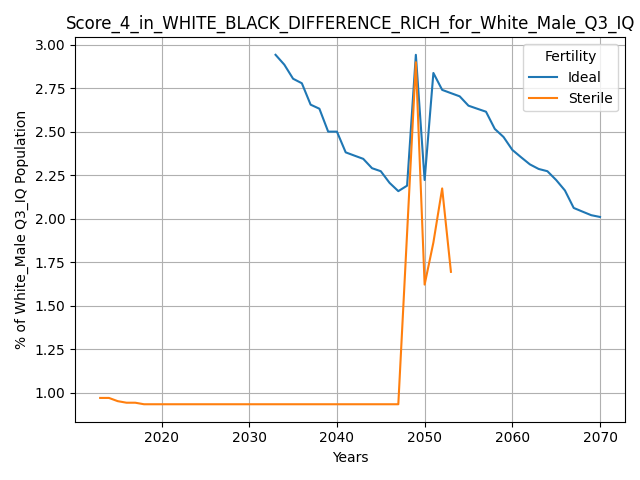 Score_4_in_WHITE_BLACK_DIFFERENCE_RICH_for_White_Male_Q3_IQ
3.00
2.75
2.50
2.25
2.00
1.75
1.50
1.25
1.00
% of White_Male Q3_IQ Population
Fertility
Ideal
Sterile
2020
2030
2040
2050
2060
2070
Years